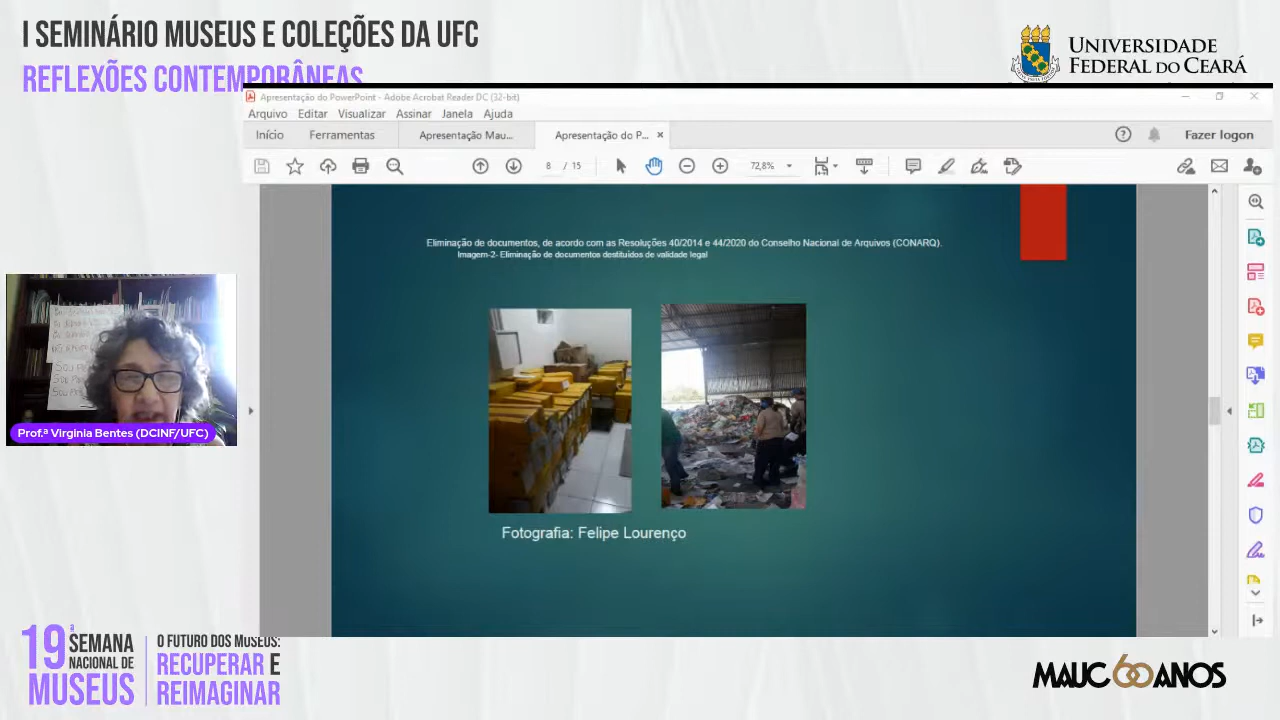 I SEMINÁRIO MUSEUS E COLEÇÕES DA UFC
REFLEXÕES CONTEMPORÂNEAS
UNIVERSIDADE
FEDERAL DO CEARÁ
Apresentação do PowerPoint - Adobe Acrobat Reader DC (32-bit)
Arquivo Editar Visualizar Assinar Janela Ajuda
Início Ferramentas Apresentação Mau... Apresentação do P... × Fazer logon
8 / 15 72,8%
Eliminação de documentos, de acordo com as Resoluções 40/2014 e 44/2020 do Conselho Nacional de Arquivos (CONARQ).
Imagem-2- Eliminação de documentos destituídos de validade legal
Prof.ª Virginia Bentes (DCINF/UFC)
Fotografia: Felipe Lourenço
19ª SEMANA
NACIONAL DE
MUSEUS
O FUTURO DOS MUSEUS:
RECUPERAR E
REIMAGINAR
MAUC 60 ANOS